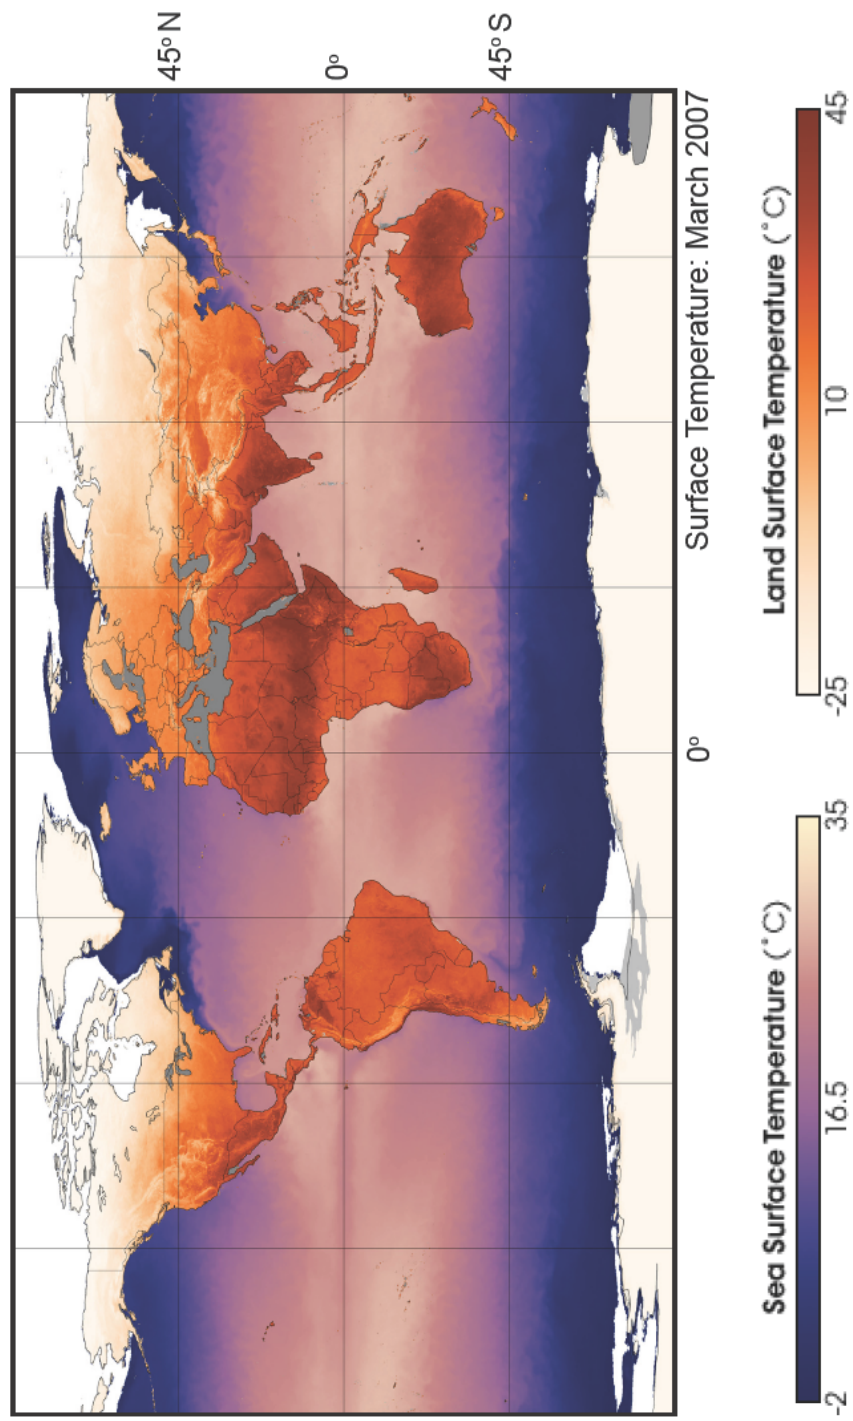 45°N
0°
45°S
0°
Surface Temperature: March 2007
Sea Surface Temperature (°C)
-2
16.5
35
Land Surface Temperature (°C)
-25
10
45